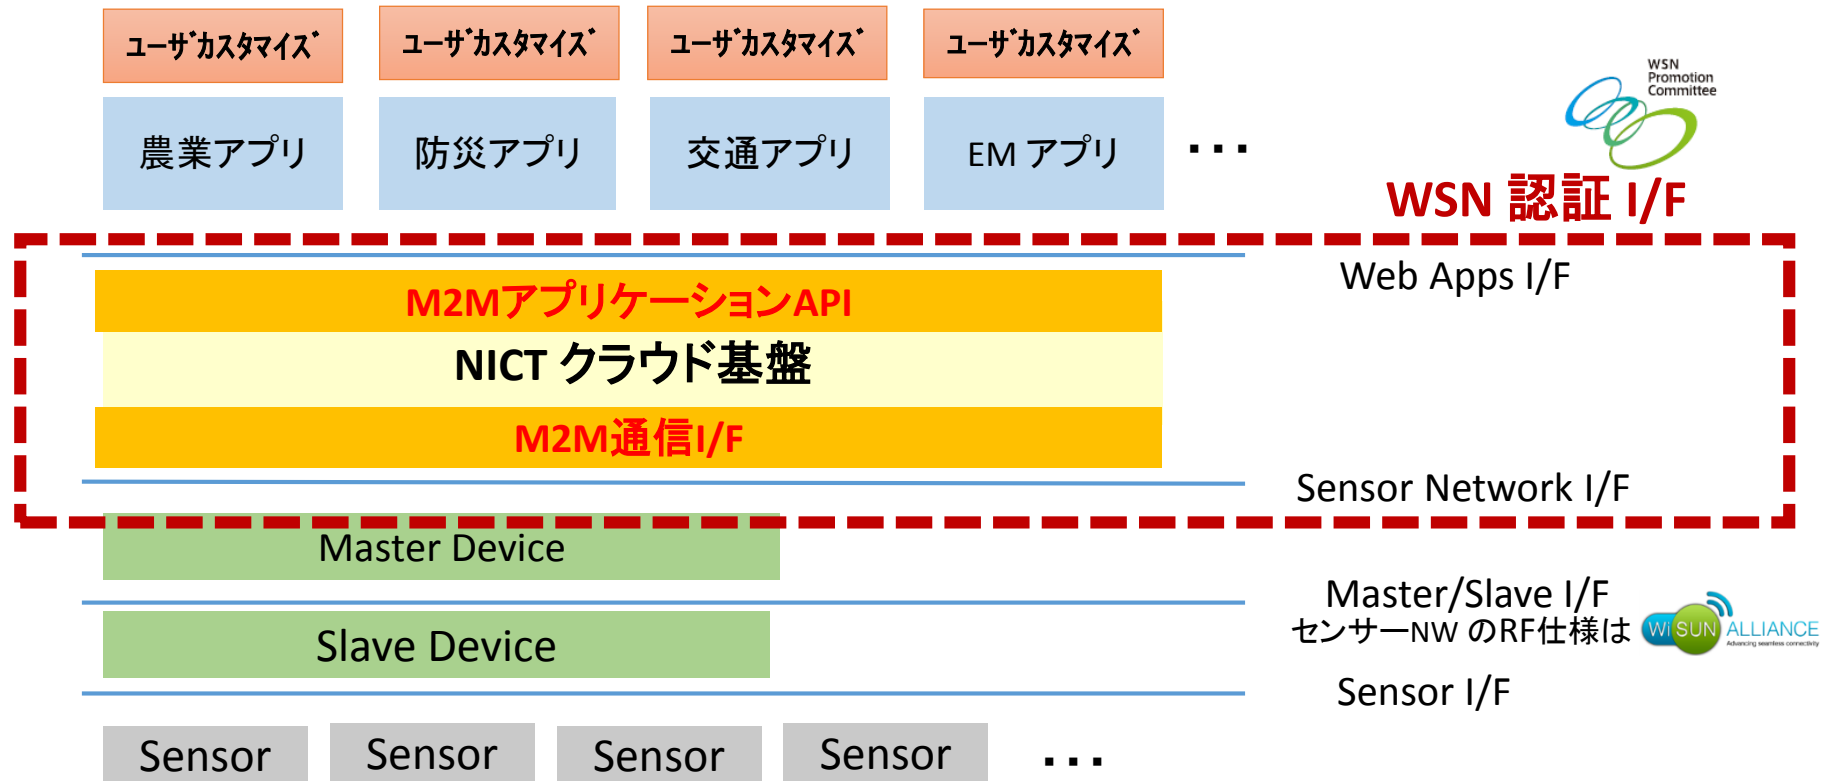 ユーザカスタマイズ ユーザカスタマイズ ユーザカスタマイズ ユーザカスタマイズ
WSN
Promotion
Committee
農業アプリ 防災アプリ 交通アプリ EM アプリ ・・・
WSN 認証 I/F
Web Apps I/F
M2MアプリケーションAPI
NICT クラウド基盤
M2M通信I/F
Sensor Network I/F
Master Device
Master/Slave I/F
センサーNW のRF仕様は Wi SUN ALLIANCE
Advancing seamless connectivity
Slave Device
Sensor I/F
Sensor Sensor Sensor Sensor ・・・